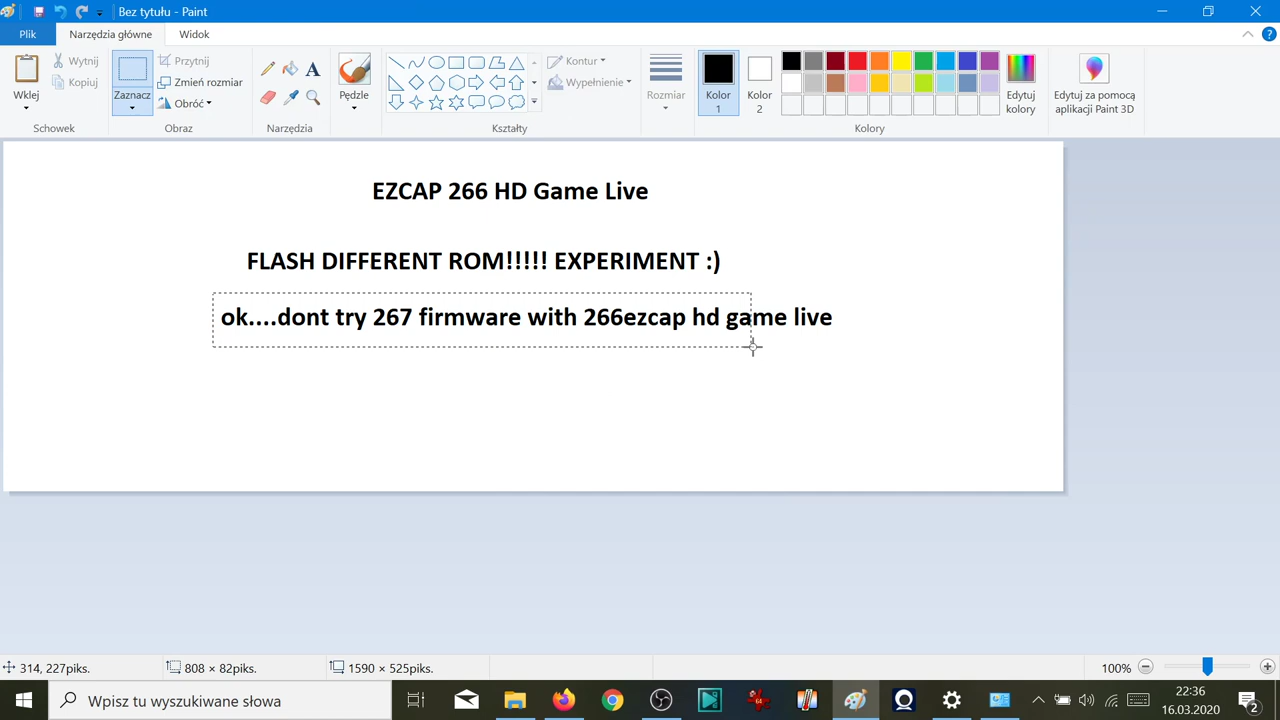 Bez tytułu - Paint
Plik
Narzędzia główne
Widok
Wklej
Wytnij
Kopiuj
Schowek
Zaznacz
Przytnij
Zmień rozmiar
Obróć
Obraz
A
Narzędzia
Pędzle
Kontur
Wypełnienie
Kształty
Rozmiar
Kolor
1
Kolor
2
Edytuj
kolory
Kolory
Edytuj za pomocą
aplikacji Paint 3D
EZCAP 266 HD Game Live
FLASH DIFFERENT ROM!!!!! EXPERIMENT :)
ok....dont try 267 firmware with 266ezcap hd game live
314, 227piks.
808 × 82piks.
1590 × 525piks.
100%
Wpisz tu wyszukiwane słowa
64
22:36
16.03.2020
2